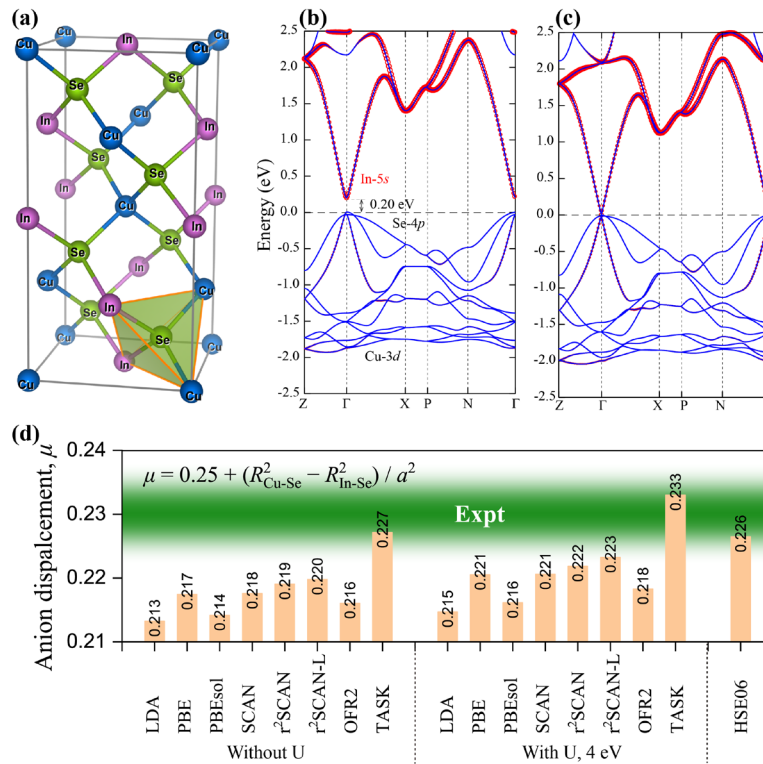 (a)
Cu
Cu
In
Cu
Cu
Se
Se
In
Cu
In
Cu
Se
Se
In
In
Cu
In
In
Se
Se
In
Cu
In
Cu
Se
Se
Cu
In
Cu
Cu
Cu
(b)
2.5
2.0
1.5
1.0
0.5
0.0
-0.5
-1.0
-1.5
-2.0
-2.5
Energy (eV)
In-5s
0.20 eV
Se-4p
Cu-3d
Z Γ X P N Γ
(c)
2.5
2.0
1.5
1.0
0.5
0.0
-0.5
-1.0
-1.5
-2.0
-2.5
Z Γ X P N
(d)
Anion dispalcement, μ
0.24
0.23
0.22
0.21
μ = 0.25 + (R²Cu-Se − R²In-Se) / a²
Expt
0.213
0.217
0.214
0.218
0.219
0.220
0.216
0.227
0.215
0.221
0.216
0.221
0.222
0.223
0.218
0.233
0.226
LDA
PBE
PBEsol
SCAN
r²SCAN
r²SCAN-L
OFR2
TASK
LDA
PBE
PBEsol
SCAN
r²SCAN
r²SCAN-L
OFR2
TASK
HSE06
Without U
With U, 4 eV